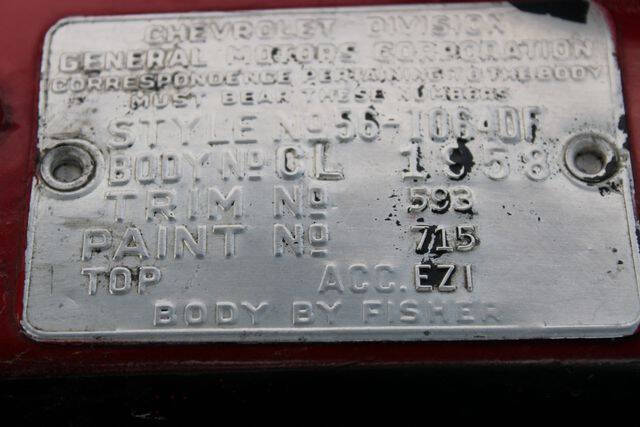 CHEVROLET DIVISION
GENERAL MOTORS CORPORATION
CORRESPONDENCE PERTAINING TO THE BODY
MUST BEAR THESE NUMBERS
STYLE NO 56-1064DF
BODY NO CL 1958
TRIM NO 593
PAINT NO 715
TOP ACC. EZI
BODY BY FISHER